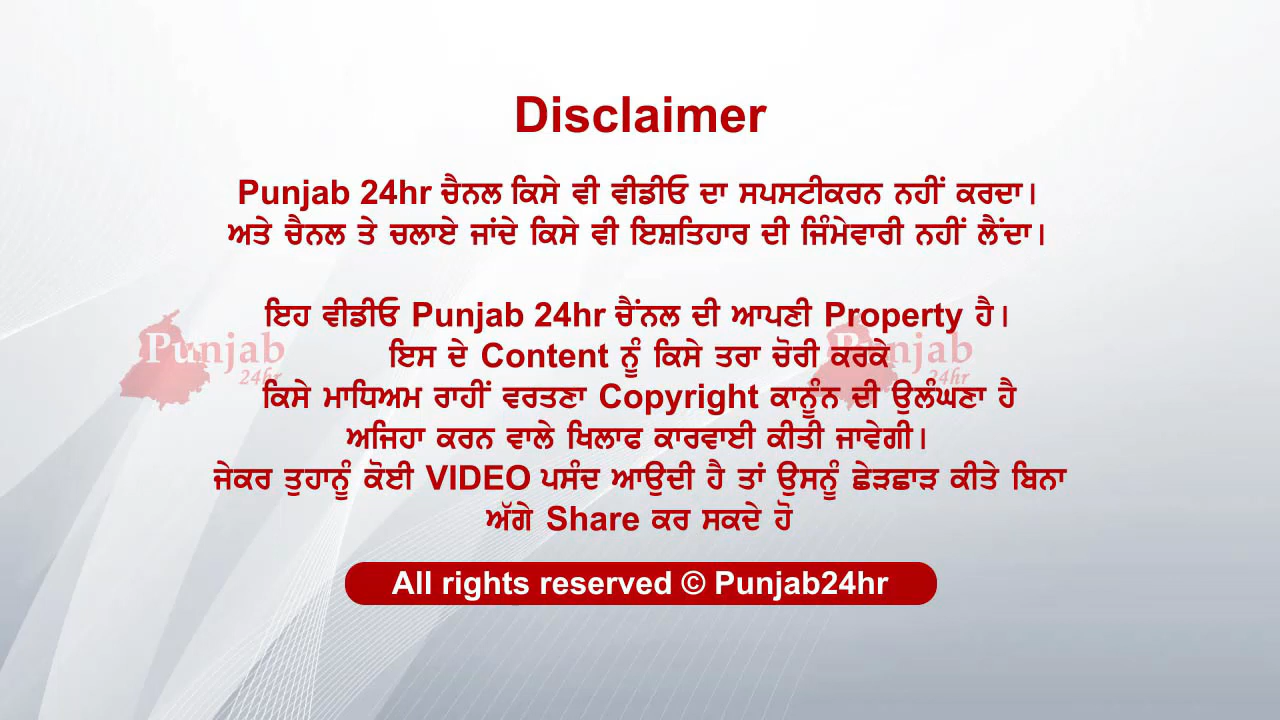 Disclaimer
Punjab 24hr ਚੈਨਲ ਕਿਸੇ ਵੀ ਵੀਡੀਓ ਦਾ ਸਪਸਟੀਕਰਨ ਨਹੀਂ ਕਰਦਾ।
ਅਤੇ ਚੈਨਲ ਤੇ ਚਲਾਏ ਜਾਂਦੇ ਕਿਸੇ ਵੀ ਇਸ਼ਤਿਹਾਰ ਦੀ ਜਿੰਮੇਵਾਰੀ ਨਹੀਂ ਲੈਂਦਾ।
ਇਹ ਵੀਡੀਓ Punjab 24hr ਚੈਂਨਲ ਦੀ ਆਪਣੀ Property ਹੈ।
ਇਸ ਦੇ Content ਨੂੰ ਕਿਸੇ ਤਰਾ ਚੋਰੀ ਕਰਕੇ
ਕਿਸੇ ਮਾਧਿਅਮ ਰਾਹੀਂ ਵਰਤਣਾ Copyright ਕਾਨੂੰਨ ਦੀ ਉਲੰਘਣਾ ਹੈ
ਅਜਿਹਾ ਕਰਨ ਵਾਲੇ ਖਿਲਾਫ ਕਾਰਵਾਈ ਕੀਤੀ ਜਾਵੇਗੀ।
ਜੇਕਰ ਤੁਹਾਨੂੰ ਕੋਈ VIDEO ਪਸੰਦ ਆਉਦੀ ਹੈ ਤਾਂ ਉਸਨੂੰ ਛੇੜਛਾੜ ਕੀਤੇ ਬਿਨਾ
ਅੱਗੇ Share ਕਰ ਸਕਦੇ ਹੋ
All rights reserved © Punjab24hr
Punjab
24hr
Punjab
24hr